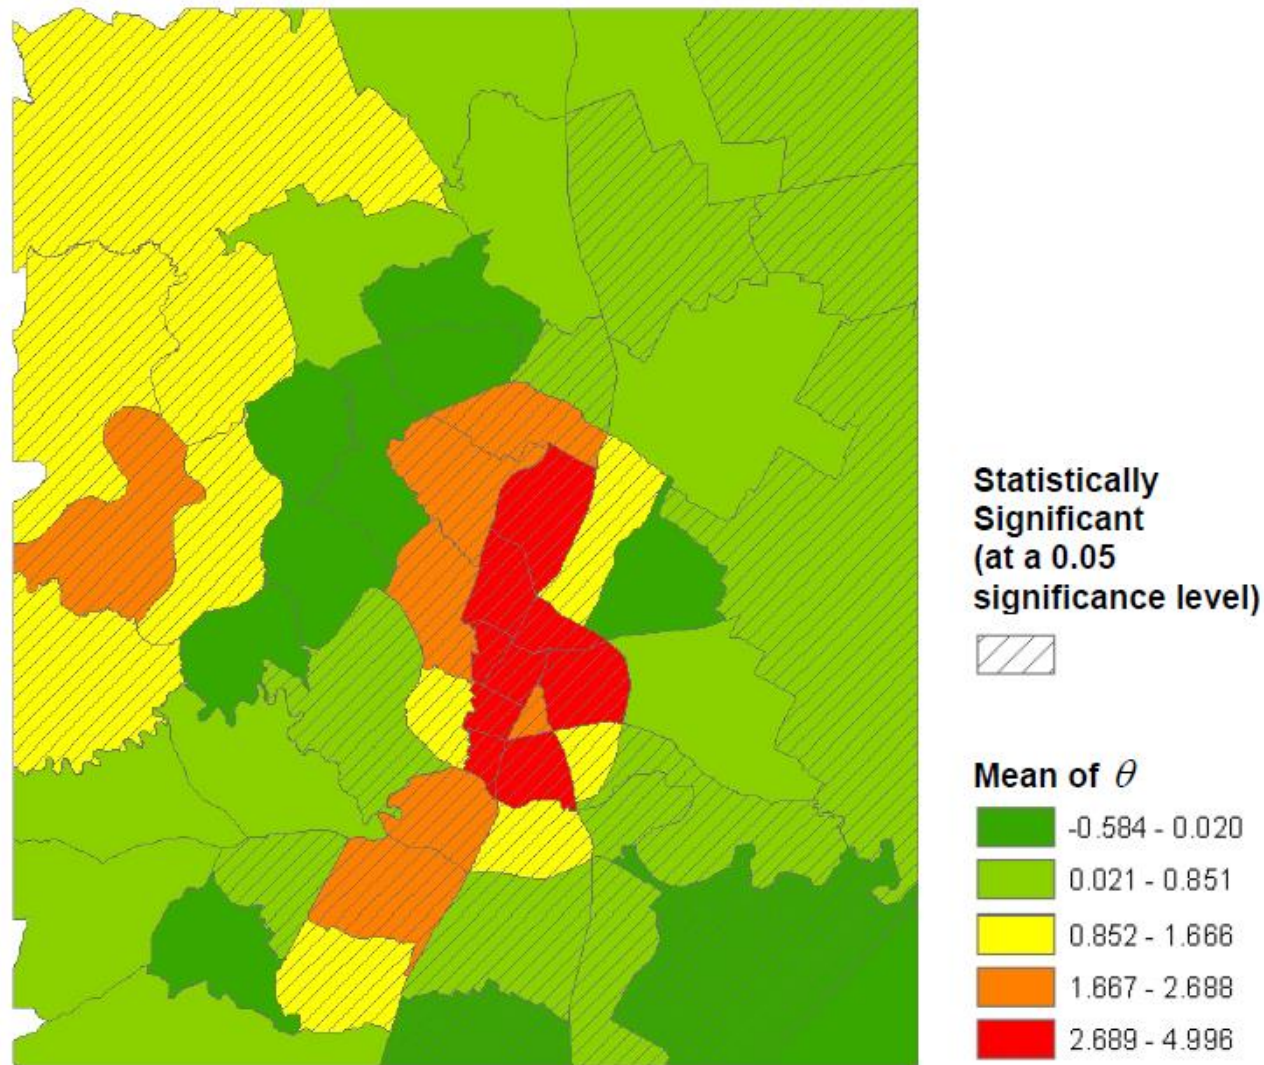 Statistically
Significant
(at a 0.05
significance level)
Mean of θ
-0.584 - 0.020
0.021 - 0.851
0.852 - 1.666
1.667 - 2.688
2.689 - 4.996